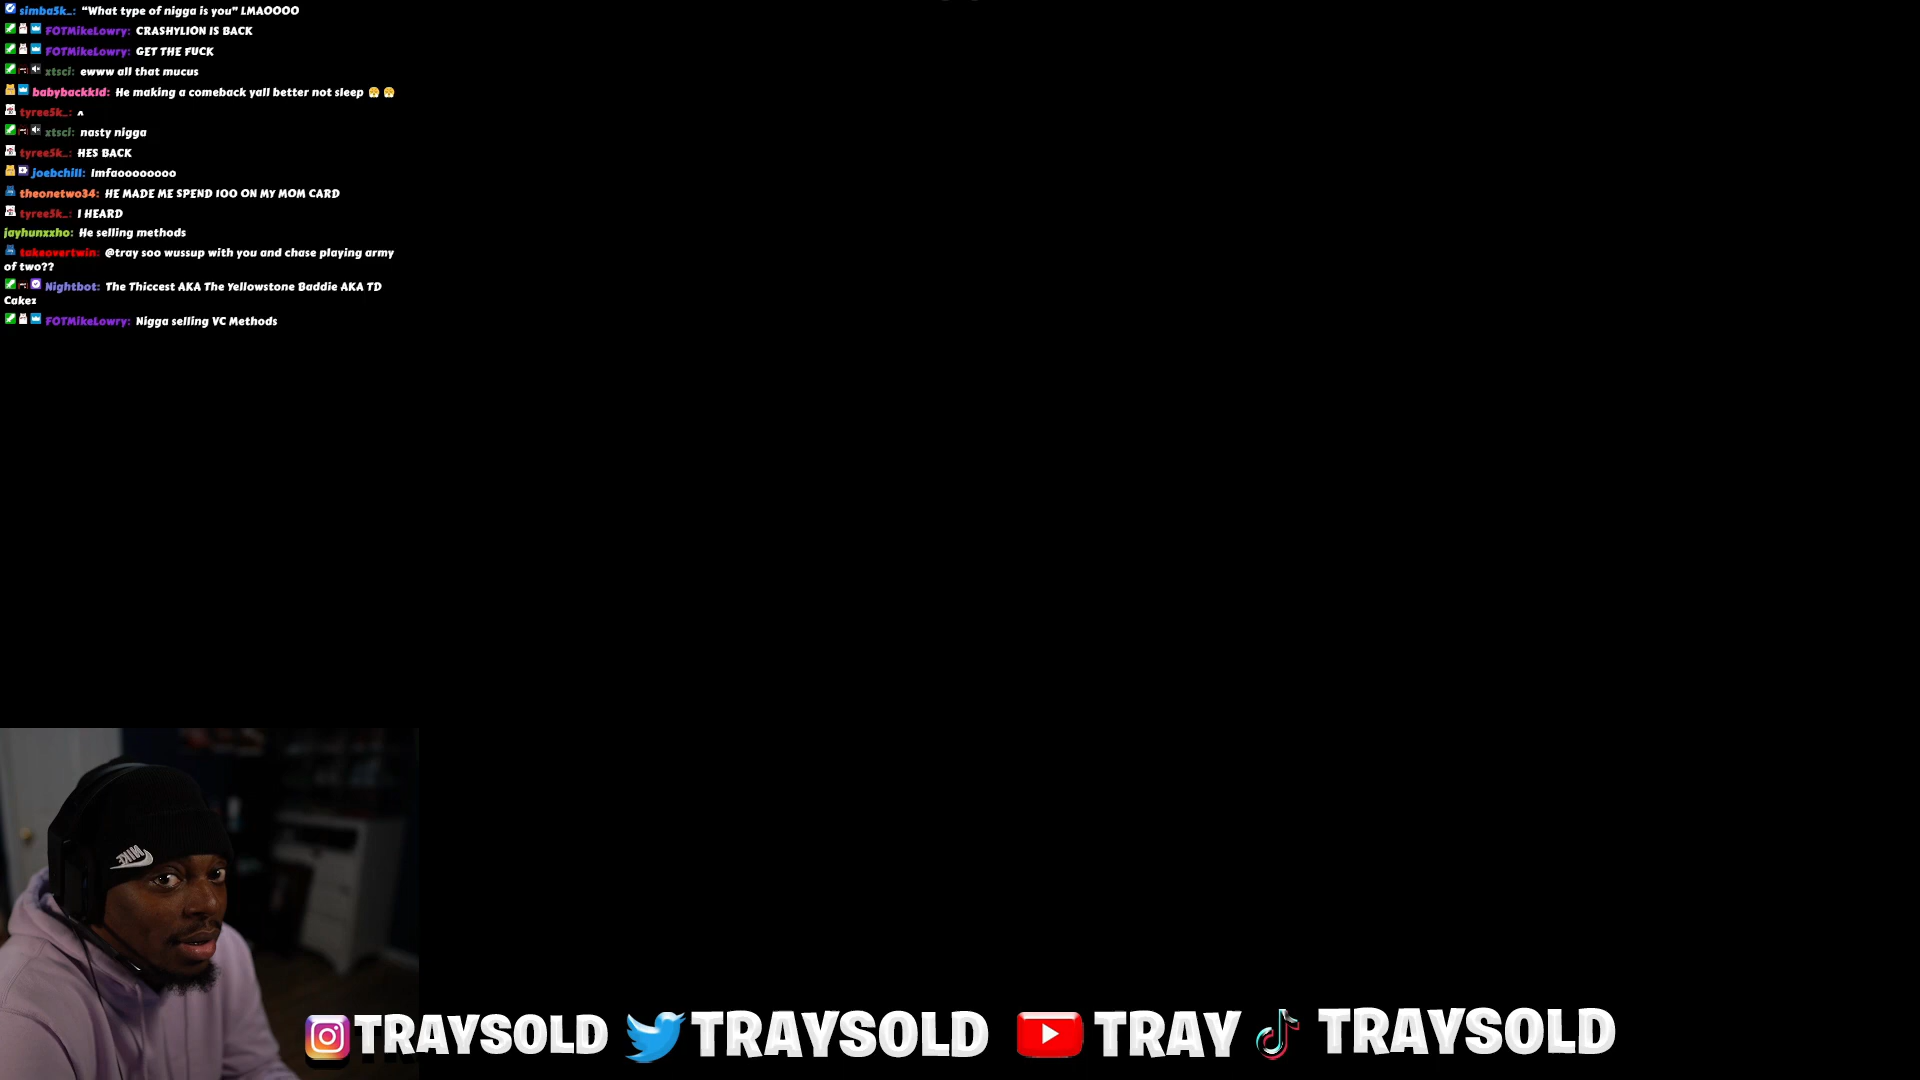 simba5k_: “What type of nigga is you” LMAOOOO
FOTMikeLowry: CRASHYLION IS BACK
FOTMikeLowry: GET THE FUCK
xtsci: ewww all that mucus
babybackkld: He making a comeback yall better not sleep 😤 😤
tyree5k_: ^
xtsci: nasty nigga
tyree5k_: HES BACK
joebchill: lmfaoooooooo
theonetwo34: HE MADE ME SPEND 100 ON MY MOM CARD
tyree5k_: I HEARD
jayhunxxho: He selling methods
takeovertwin: @tray soo wussup with you and chase playing army
of two??
Nightbot: The Thiccest AKA The Yellowstone Baddie AKA TD
Cakez
FOTMikeLowry: Nigga selling VC Methods
NIKE
TRAYSOLD TRAYSOLD TRAY TRAYSOLD